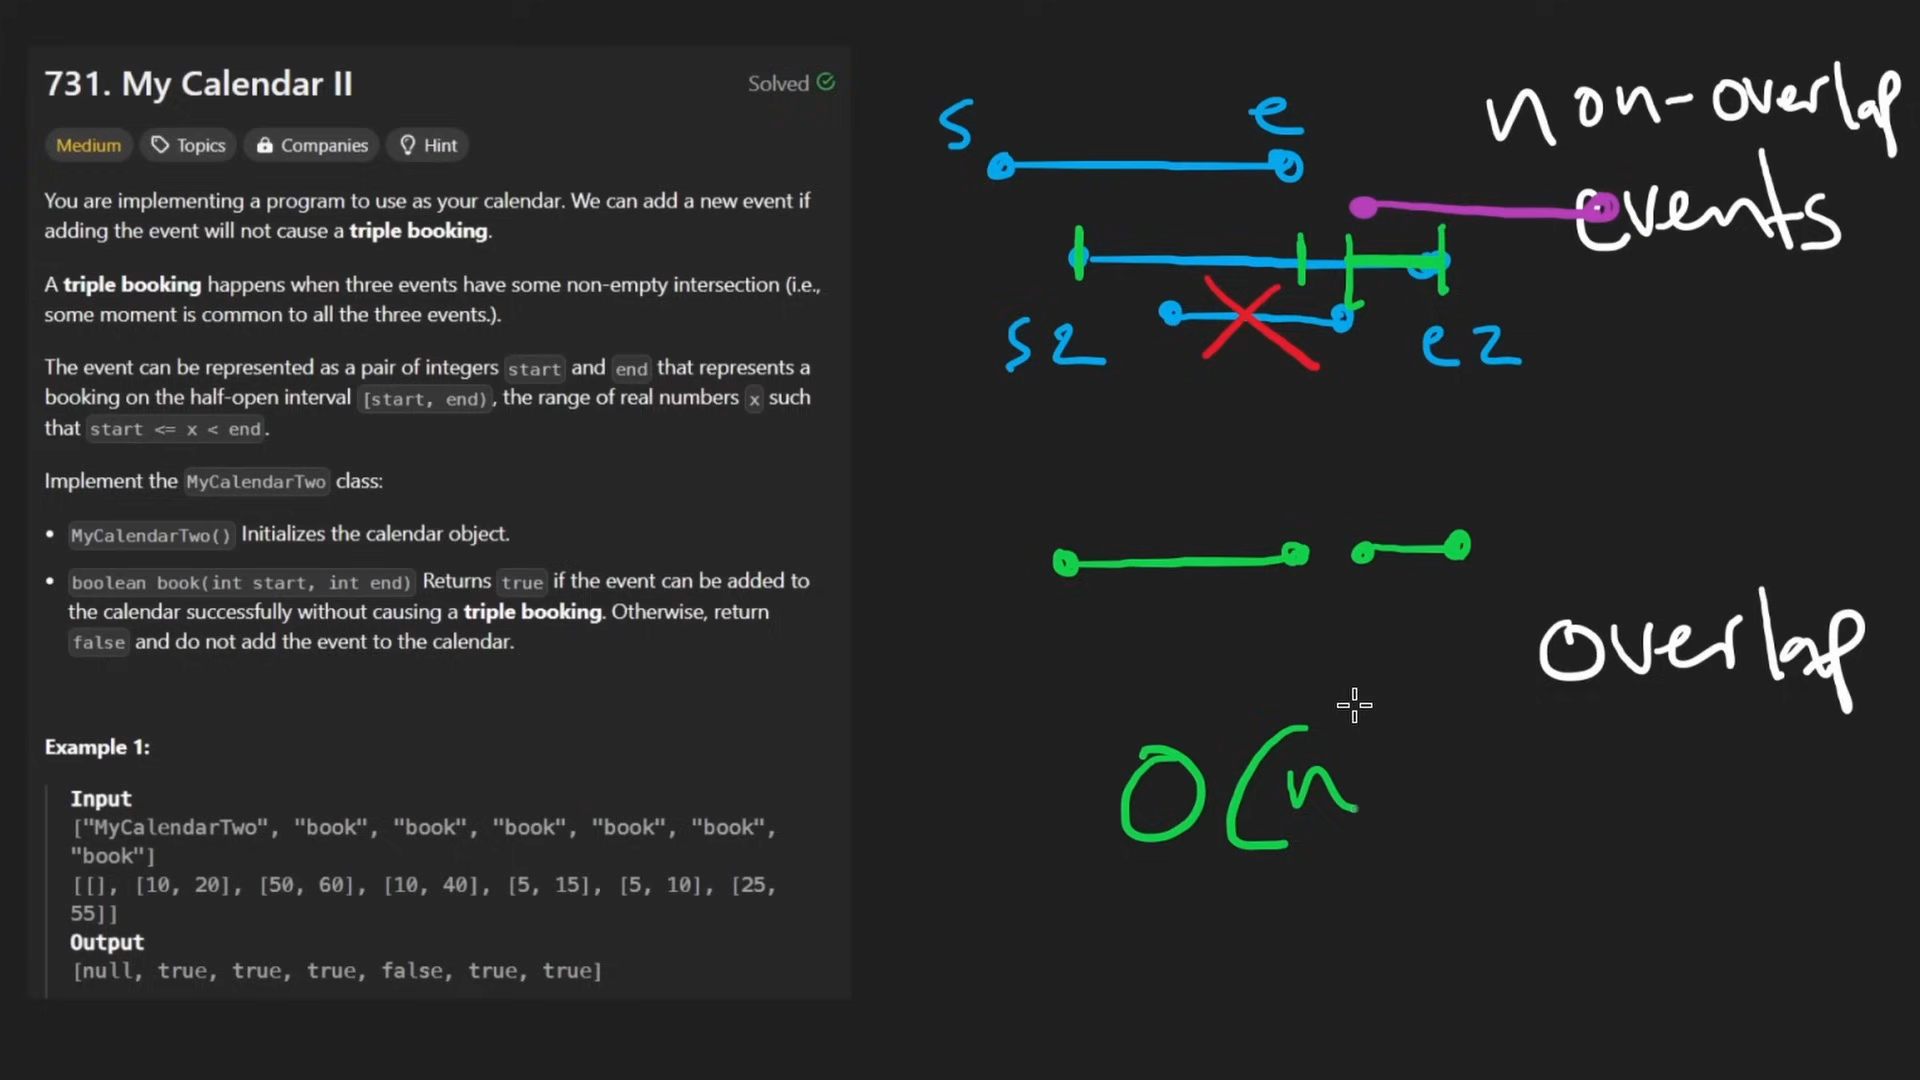 731. My Calendar II
Solved
Medium
Topics
Companies
Hint
You are implementing a program to use as your calendar. We can add a new event if
adding the event will not cause a triple booking.
A triple booking happens when three events have some non-empty intersection (i.e.,
some moment is common to all the three events.).
The event can be represented as a pair of integers start and end that represents a
booking on the half-open interval [start, end), the range of real numbers x such
that start <= x < end.
Implement the MyCalendarTwo class:
• MyCalendarTwo() Initializes the calendar object.
• boolean book(int start, int end) Returns true if the event can be added to
the calendar successfully without causing a triple booking. Otherwise, return
false and do not add the event to the calendar.
Example 1:
Input
["MyCalendarTwo", "book", "book", "book", "book", "book",
"book"]
[[], [10, 20], [50, 60], [10, 40], [5, 15], [5, 10], [25,
55]]
Output
[null, true, true, true, false, true, true]
s e
non-overlap
events
s2 e2
overlap
O(n